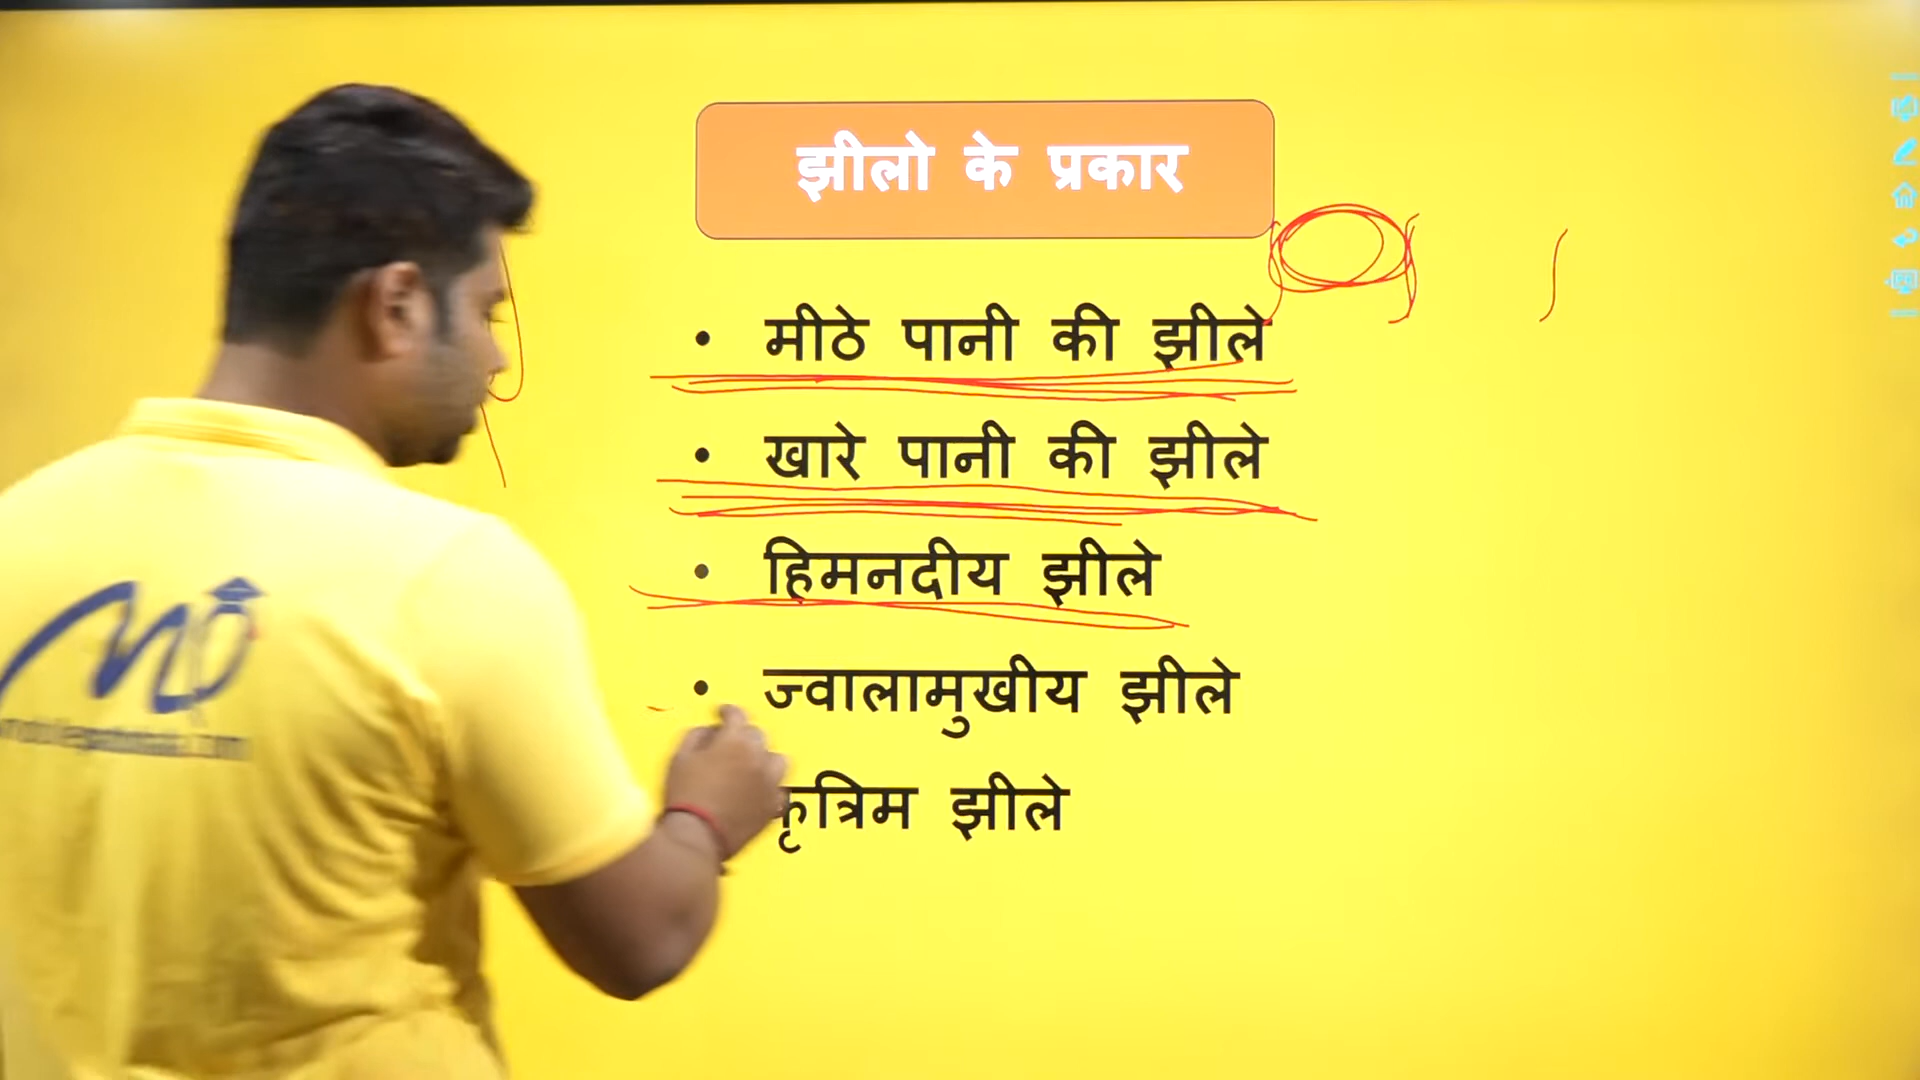 झीलो के प्रकार
• मीठे पानी की झीले
• खारे पानी की झीले
• हिमनदीय झीले
• ज्वालामुखीय झीले
कृत्रिम झीले